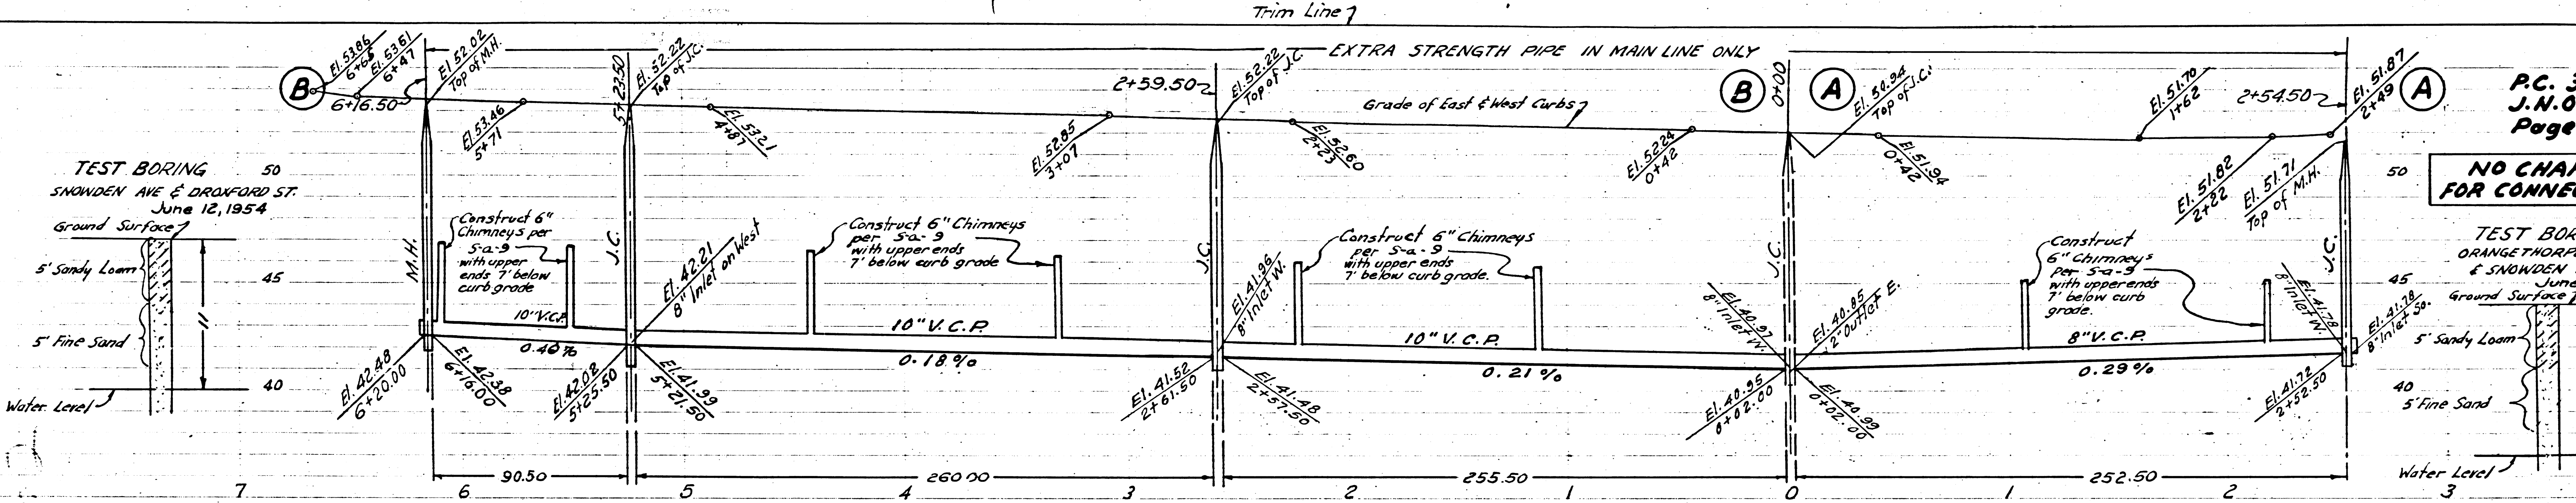 Trim Line
EXTRA STRENGTH PIPE IN MAIN LINE ONLY
B
El. 53.86
6+65
El. 53.61
6+47
6+16.50
El. 52.02
Top of M.H.
El. 53.46
5+71
5+23.50
El. 52.22
Top of J.C.
El. 53.21
4+87
El. 52.85
3+07
2+59.50
El. 52.22
Top of J.C.
El. 52.60
2+23
Grade of East & West Curbs
El. 52.24
0+42
B
0+00
A
El. 50.94
Top of J.C.
El. 51.94
0+42
El. 51.70
1+62
El. 51.82
2+22
2+54.50
El. 51.87
2+49
A
El. 51.71
Top of M.H.
P.C. 3
J.N.O
Page
NO CHAN
FOR CONNEC
TEST BORING
SNOWDEN AVE & DROXFORD ST.
June 12, 1954
Ground Surface
5' Sandy Loam
5' Fine Sand
11
Water Level
50
45
40
M.H.
Construct 6"
Chimneys per
S-a-9
with upper
ends 7' below
curb grade
10" V.C.P.
0.40%
El. 42.48
6+20.00
El. 42.38
6+16.00
J.C.
El. 42.21
8" Inlet on West
El. 42.08
5+25.50
El. 41.99
5+21.50
Construct 6" Chimneys
per S-a-9
with upper ends
7' below curb grade
10" V.C.P.
0.18%
J.C.
El. 41.96
8" Inlet W.
El. 41.52
2+61.50
El. 41.48
2+57.50
Construct 6" Chimneys
per S-a-9
with upper ends
7' below curb grade.
10" V.C.P.
0.21%
J.C.
El. 40.97
8" Inlet W.
El. 40.85
12" Outlet E.
El. 40.95
0+02.00
El. 40.99
0+02.00
Construct
6" Chimneys
per S-a-9
with upper ends
7' below curb
grade.
8" V.C.P.
0.29%
J.C.
El. 41.78
8" Inlet W.
El. 41.78
8" Inlet So.
El. 41.72
2+52.50
50
45
40
TEST BOR
ORANGETHORP
& SNOWDEN
June
Ground Surface
5' Sandy Loam
5' Fine Sand
Water Level
90.50
260.00
255.50
252.50
7
6
5
4
3
2
1
0
1
2
3